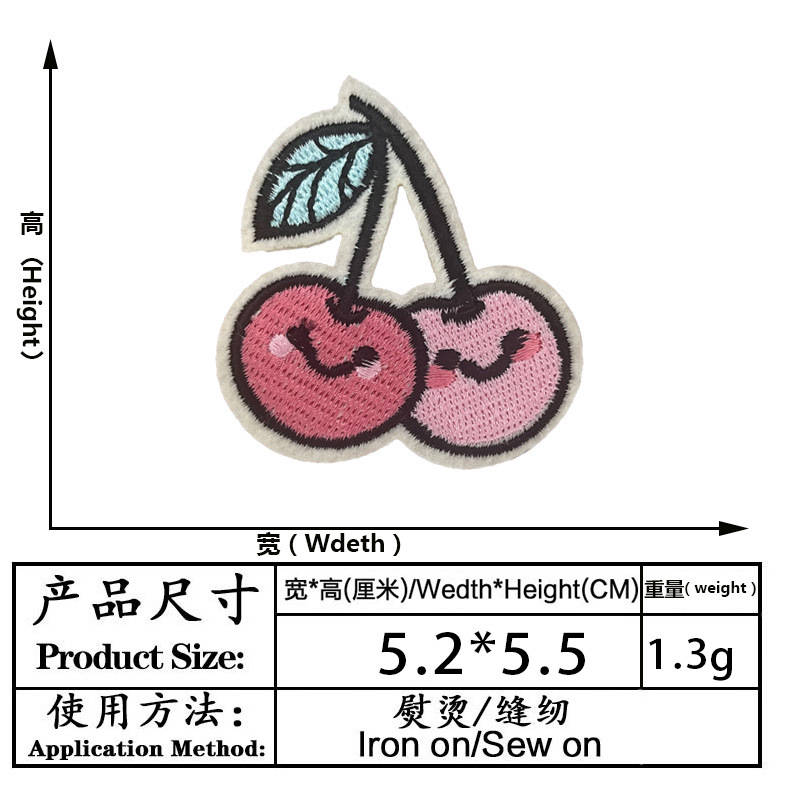 高 (Height)
宽 ( Wdeth )
产品尺寸
Product Size:
宽*高(厘米)/Wedth*Height(CM)
重量( weight )
5.2*5.5
1.3g
使用方法：
Application Method:
熨烫/缝纫
Iron on/Sew on